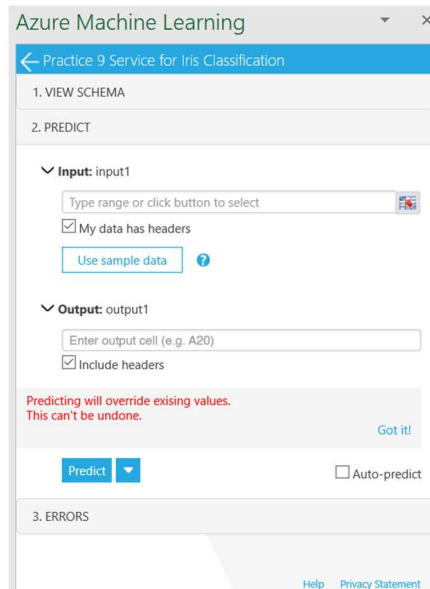 Azure Machine Learning
Practice 9 Service for Iris Classification
1. VIEW SCHEMA
2. PREDICT
Input: input1
Type range or click button to select
My data has headers
Use sample data ?
Output: output1
Enter output cell (e.g. A20)
Include headers
Predicting will override exising values.
This can't be undone.
Got it!
Predict
Auto-predict
3. ERRORS
Help Privacy Statement